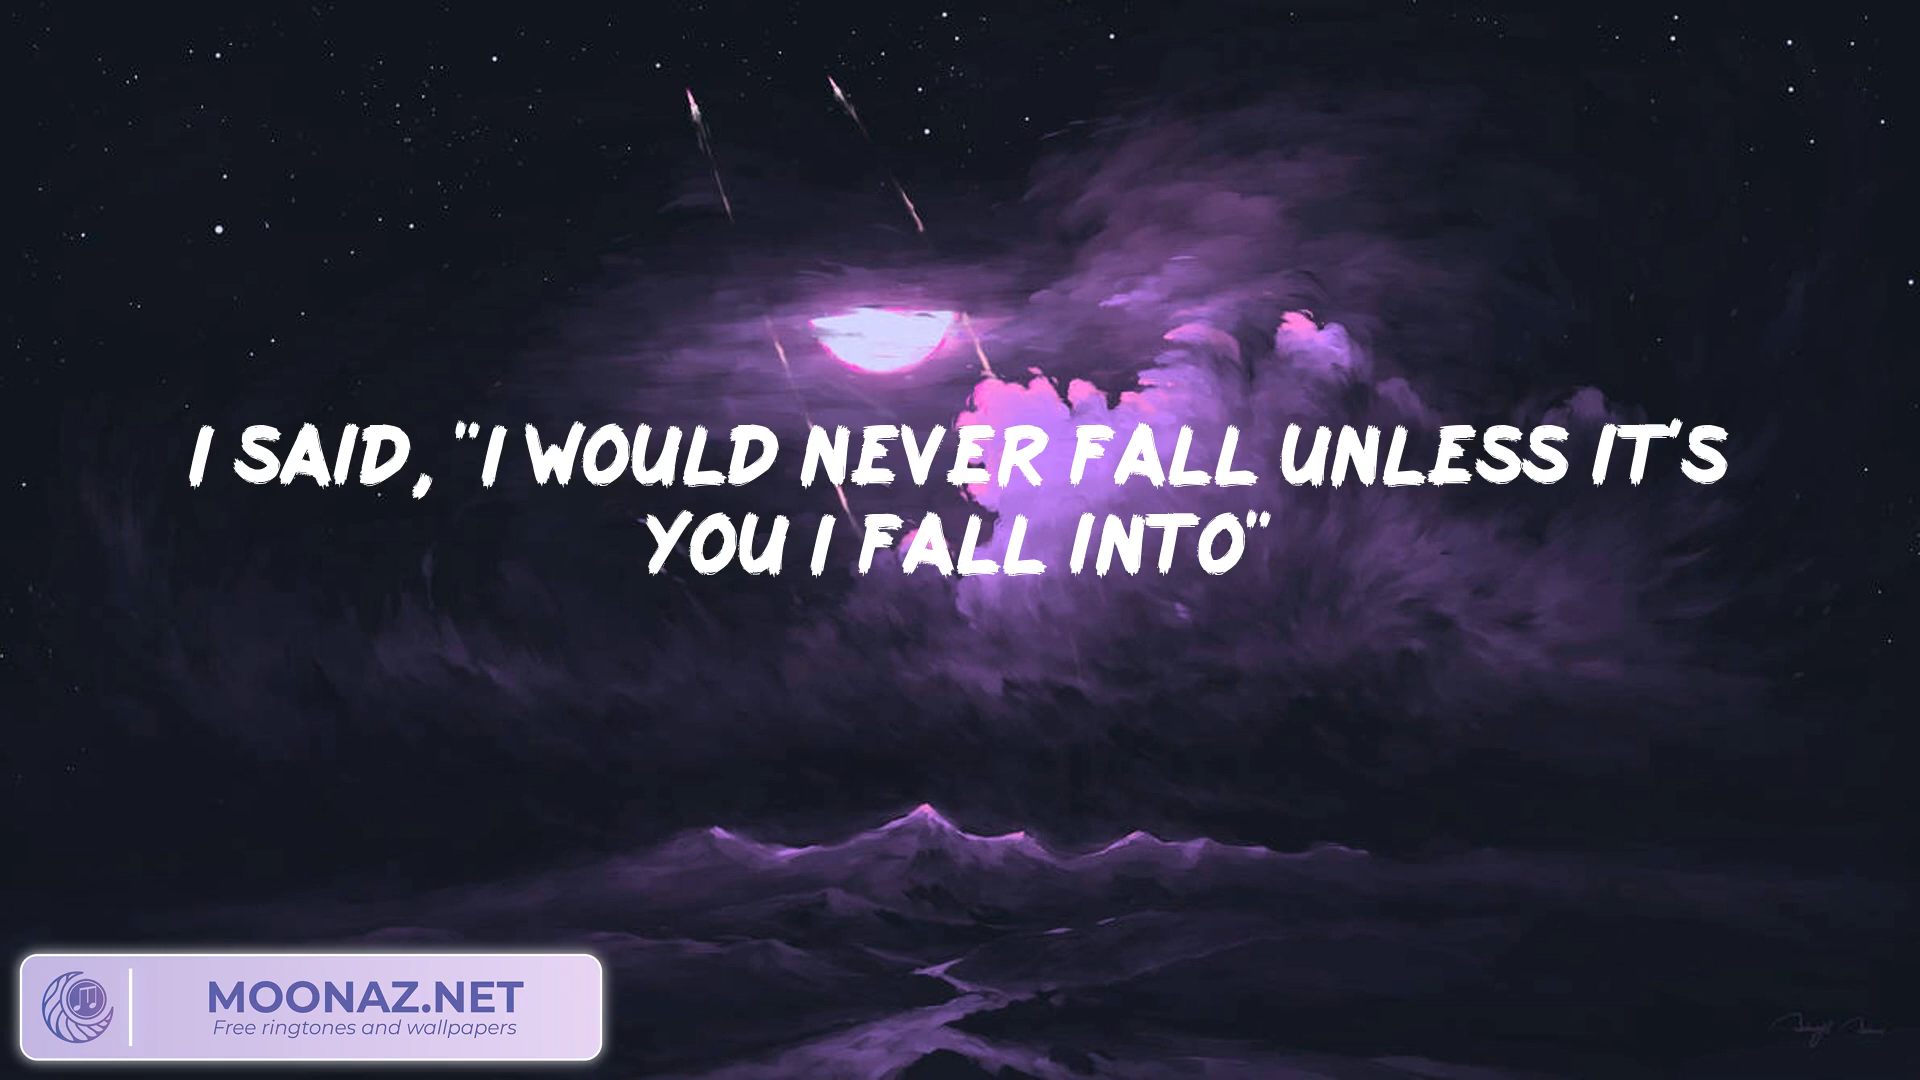 I SAID, "I WOULD NEVER FALL UNLESS IT'S
YOU I FALL INTO"
MOONAZ.NET
Free ringtones and wallpapers